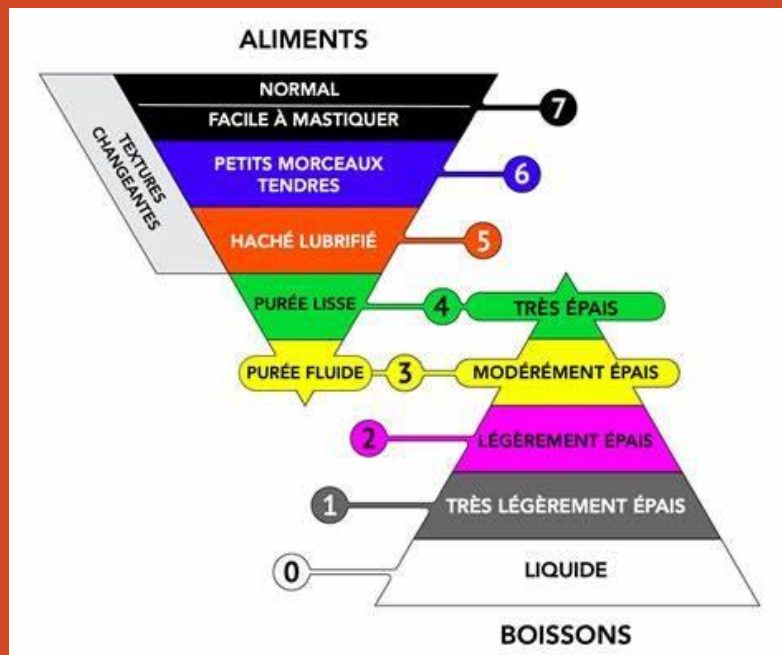 ALIMENTS
NORMAL
FACILE À MASTIQUER
7
TEXTURES
CHANGEANTES
PETITS MORCEAUX
TENDRES
6
HACHÉ LUBRIFIÉ
5
PURÉE LISSE
4
TRÈS ÉPAIS
PURÉE FLUIDE
3
MODÉRÉMENT ÉPAIS
2
LÉGÈREMENT ÉPAIS
1
TRÈS LÉGÈREMENT ÉPAIS
0
LIQUIDE
BOISSONS